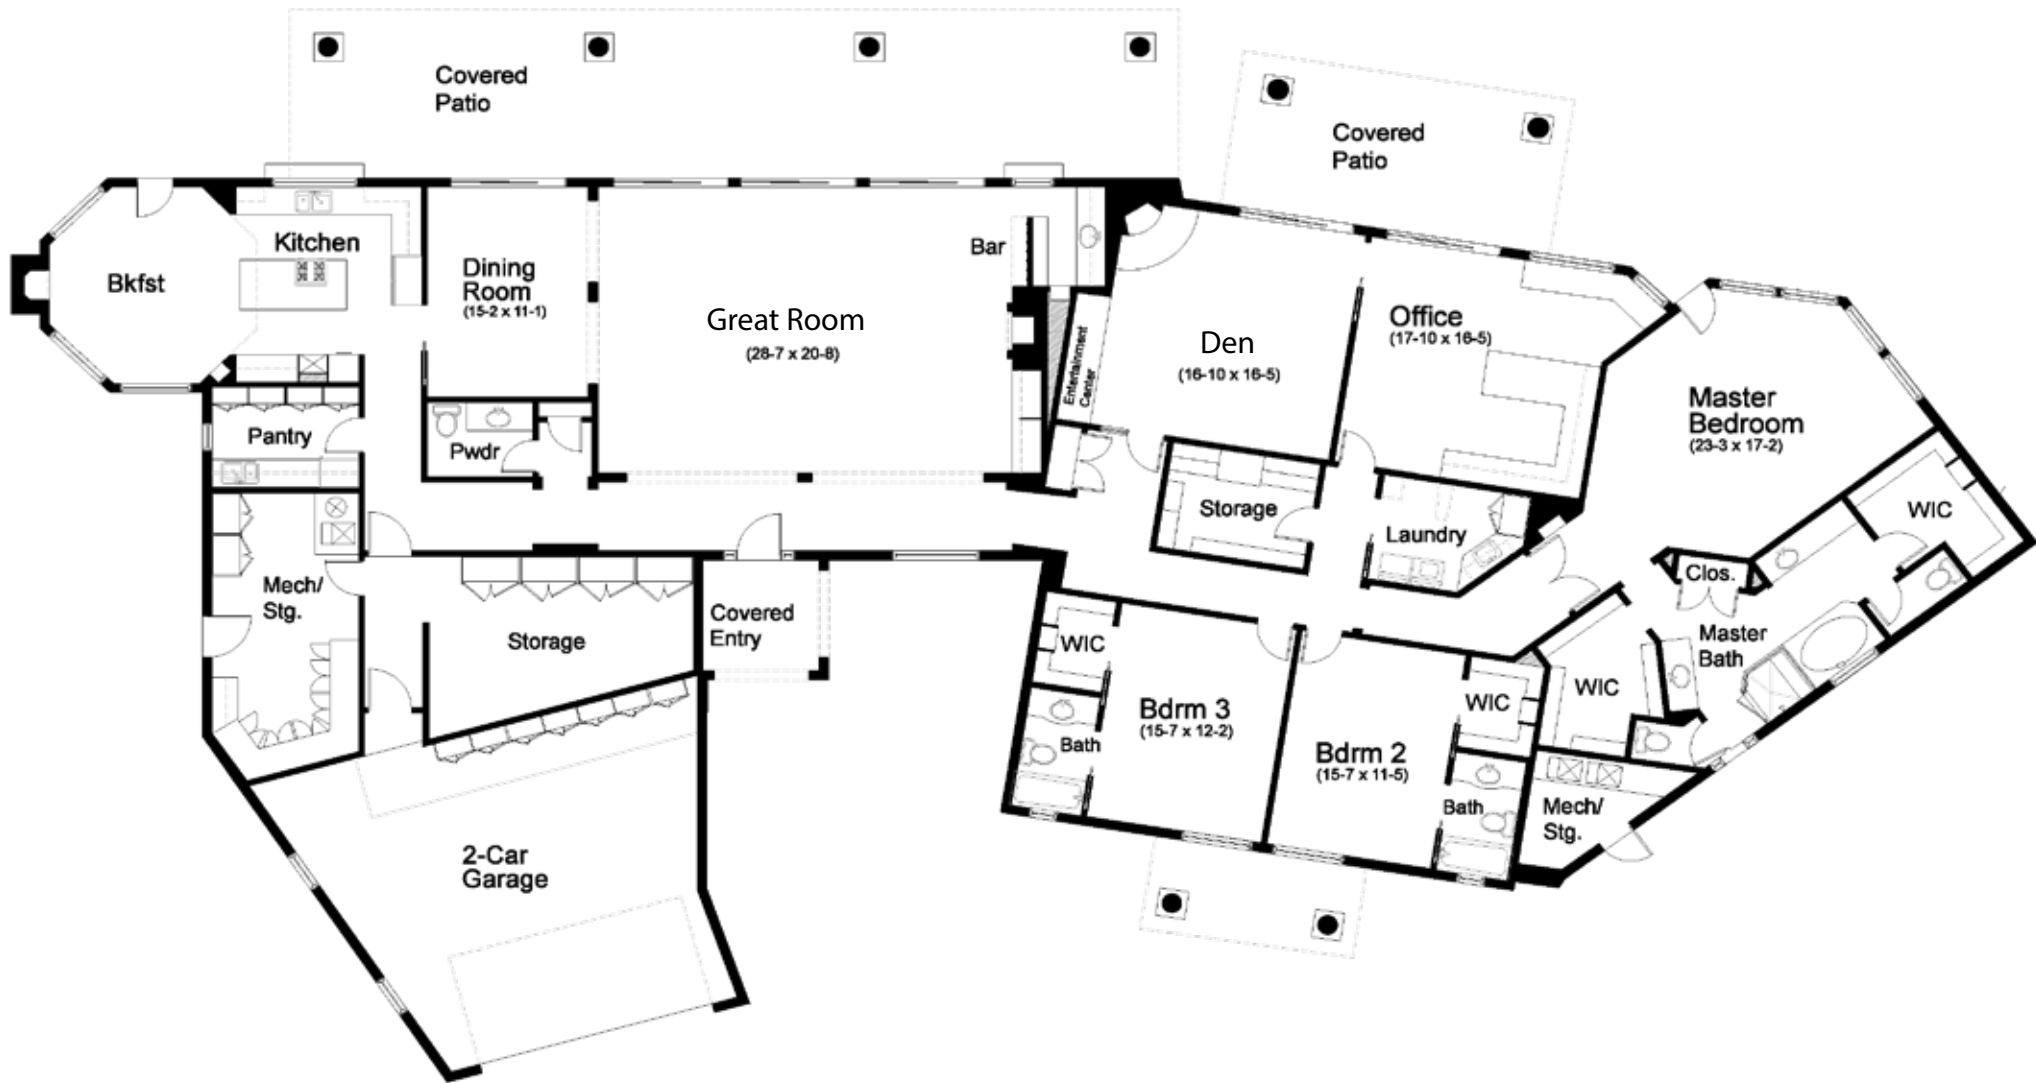 Covered
Patio
Covered
Patio
Kitchen
Bkfst
Dining
Room
(15-2 x 11-1)
Great Room
(28-7 x 20-8)
Bar
Entertainment
Center
Den
(16-10 x 16-5)
Office
(17-10 x 16-5)
Master
Bedroom
(23-3 x 17-2)
Pantry
Pwdr
Storage
Laundry
WIC
Mech/
Stg.
Storage
Covered
Entry
WIC
Clos.
Master
Bath
Bdrm 3
(15-7 x 12-2)
Bath
Bdrm 2
(15-7 x 11-5)
WIC
WIC
Bath
Mech/
Stg.
2-Car
Garage